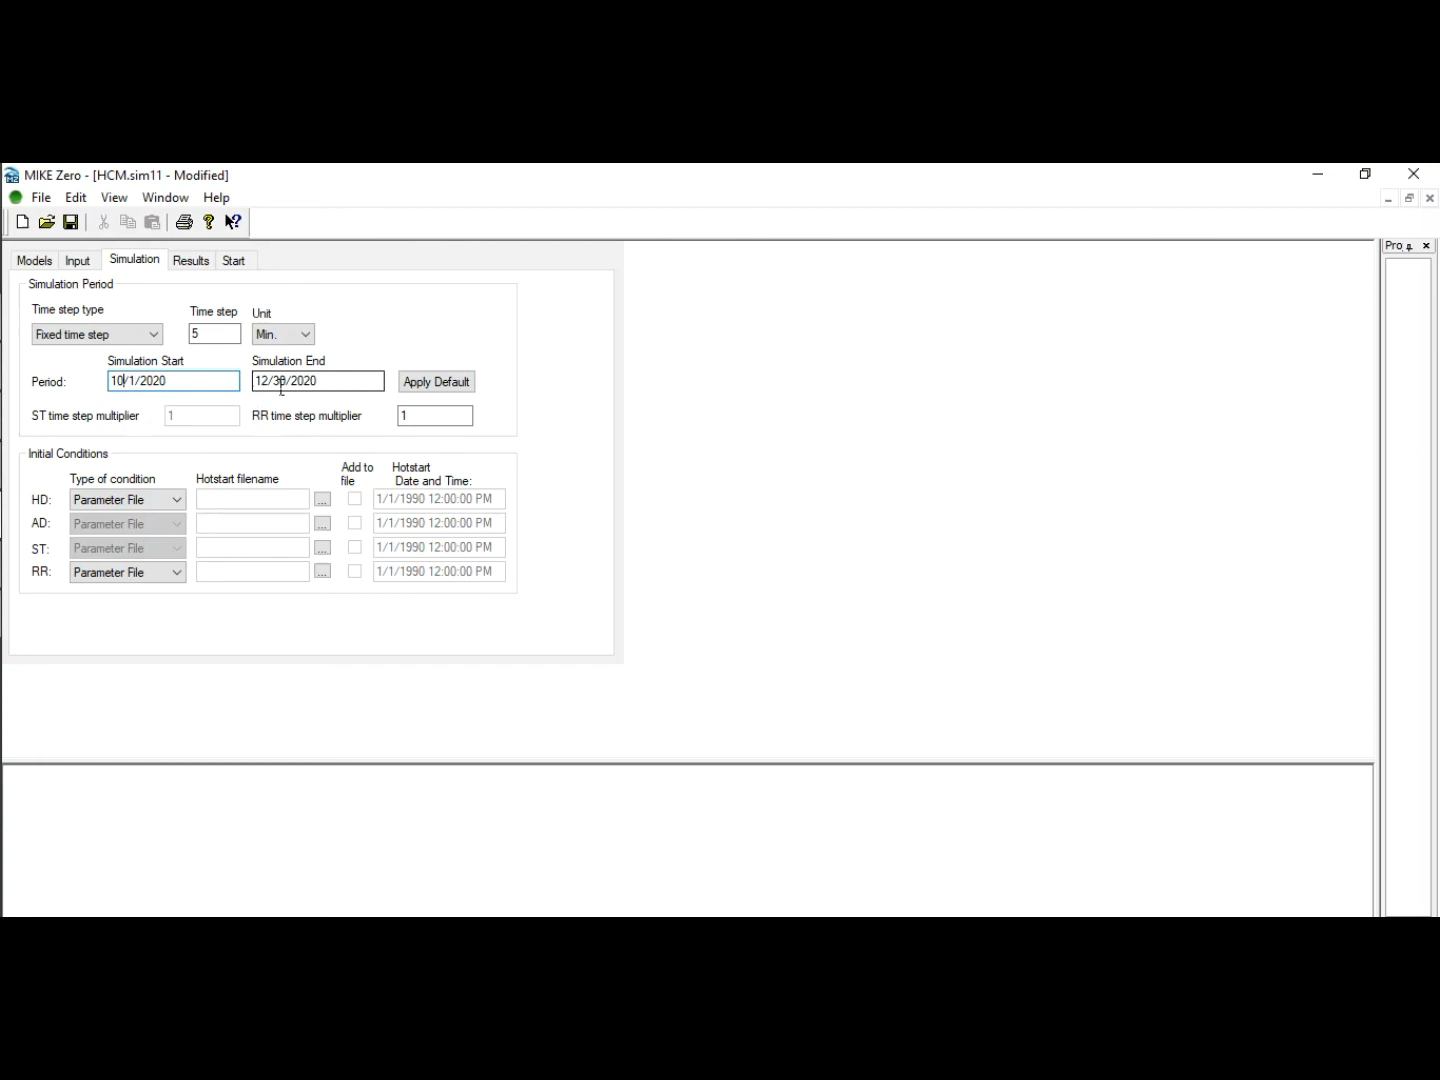 MIKE Zero - [HCM.sim11 - Modified]
File Edit View Window Help
Pro
Models Input Simulation Results Start
Simulation Period
Time step type Time step Unit
Fixed time step 5 Min.
Simulation Start Simulation End
Period: 10/1/2020 12/30/2020 Apply Default
ST time step multiplier 1 RR time step multiplier 1
Initial Conditions
Type of condition Hotstart filename Add to file Hotstart Date and Time:
HD: Parameter File ... 1/1/1990 12:00:00 PM
AD: Parameter File ... 1/1/1990 12:00:00 PM
ST: Parameter File ... 1/1/1990 12:00:00 PM
RR: Parameter File ... 1/1/1990 12:00:00 PM